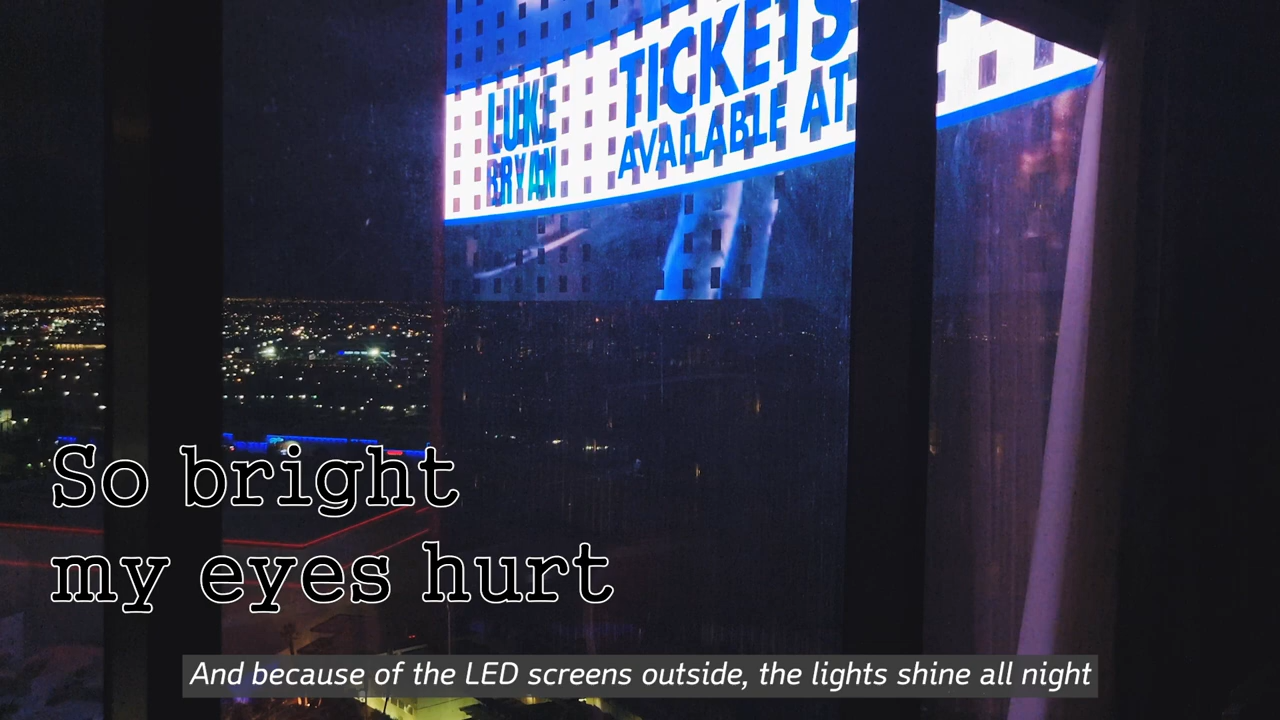 LUKE
BRYAN
TICKETS
AVAILABLE AT
So bright
my eyes hurt
And because of the LED screens outside, the lights shine all night